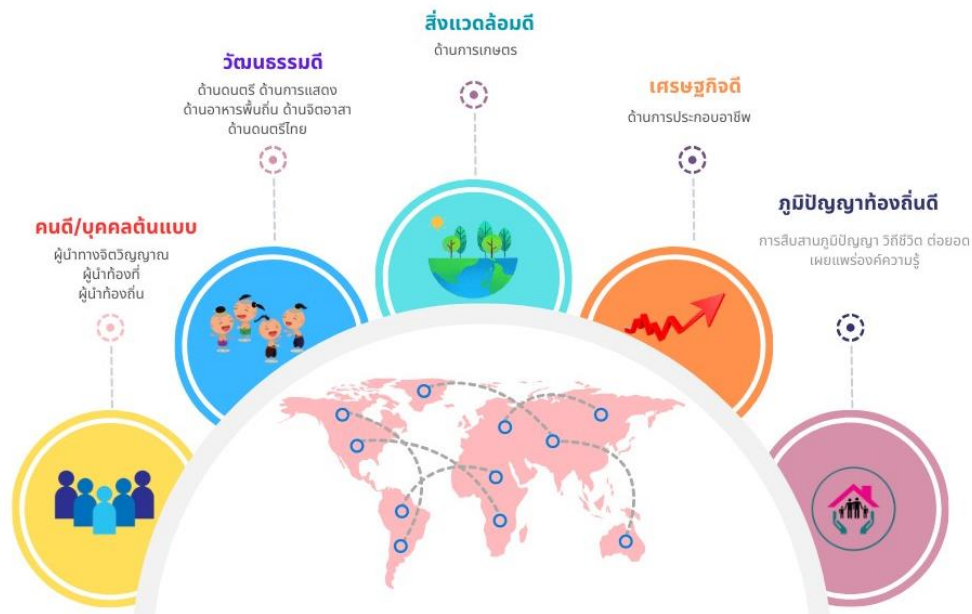 สิ่งแวดล้อมดี
ด้านการเกษตร
วัฒนธรรมดี
ด้านดนตรี ด้านการแสดง
ด้านอาหารพื้นถิ่น ด้านจิตอาสา
ด้านดนตรีไทย
เศรษฐกิจดี
ด้านการประกอบอาชีพ
คนดี/บุคคลต้นแบบ
ผู้นำทางจิตวิญญาณ
ผู้นำท้องที่
ผู้นำท้องถิ่น
ภูมิปัญญาท้องถิ่นดี
การสืบสานภูมิปัญญา วิถีชีวิต ต่อยอด
เผยแพร่องค์ความรู้